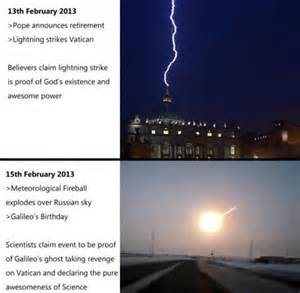 13th February 2013
>Pope announces retirement
>Lightning strikes Vatican
Believers claim lightning strike
is proof of God's existence and
awesome power
15th February 2013
>Meteorological Fireball
explodes over Russian sky
>Galileo's Birthday
Scientists claim event to be proof
of Galileo's ghost taking revenge
on Vatican and declaring the pure
awesomeness of Science